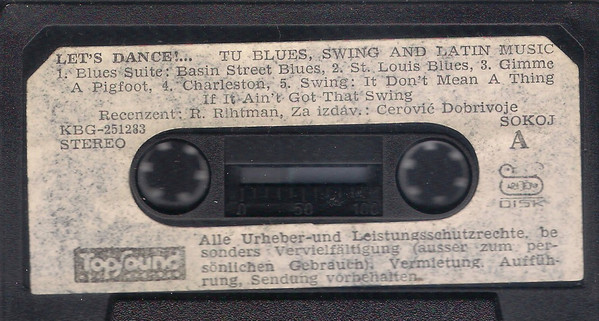 LET'S DANCE!... TU BLUES, SWING AND LATIN MUSIC
1. Blues Suite: Basin Street Blues, 2. St. Louis Blues, 3. Gimme
A Pigfoot, 4. Charleston, 5. Swing: It Don't Mean A Thing
If It Ain't Got That Swing
Recenzent: R. Rihtman, Za izdav.: Cerović Dobrivoje
KBG-251283
SOKOJ
STEREO
A
DISK
0 50 100
Topsound
Alle Urheber-und Leistungsschutzrechte, be
sonders Vervielfältigung (ausser zum per-
sönlichen Gebrauch), Vermietung, Auffüh-
rung, Sendung vorbehalten.